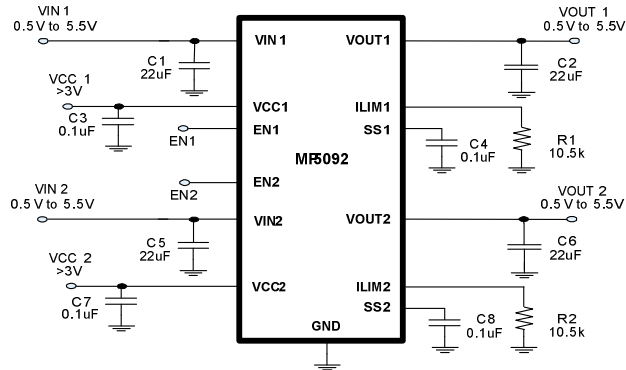 VIN 1
0.5V to 5.5V
C1
22uF
VCC 1
>3V
C3
0.1uF
EN1
EN2
VIN 2
0.5V to 5.5V
C5
22uF
VCC 2
>3V
C7
0.1uF
VIN 1
VCC1
EN1
EN2
VIN2
VCC2
MP5092
GND
VOUT1
ILIM1
SS1
VOUT2
ILIM2
SS2
VOUT 1
0.5V to 5.5V
C2
22uF
C4
0.1uF
R1
10.5k
VOUT 2
0.5V to 5.5V
C6
22uF
C8
0.1uF
R2
10.5k